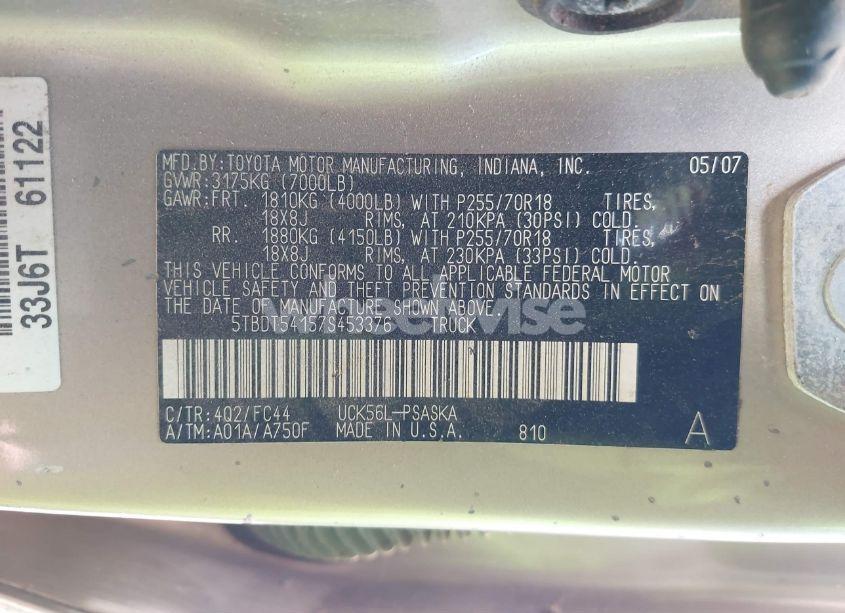 33J6T 61122
MFD.BY:TOYOTA MOTOR MANUFACTURING, INDIANA, INC. 05/07
GVWR:3175KG (7000LB)
GAWR:FRT. 1810KG (4000LB) WITH P255/70R18 TIRES,
18X8J RIMS, AT 210KPA (30PSI) COLD.
RR. 1880KG (4150LB) WITH P255/70R18 TIRES,
18X8J RIMS, AT 230KPA (33PSI) COLD.
THIS VEHICLE CONFORMS TO ALL APPLICABLE FEDERAL MOTOR
VEHICLE SAFETY AND THEFT PREVENTION STANDARDS IN EFFECT ON
THE DATE OF MANUFACTURE SHOWN ABOVE.
5TBDT54157S453376 TRUCK
C/TR:4Q2/FC44 UCK56L-PSASKA
A/TM:A01A/A750F MADE IN U.S.A. 810 A